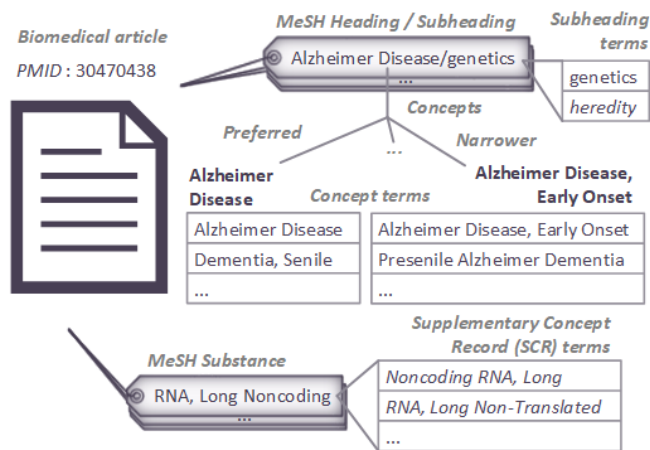 Biomedical article
PMID : 30470438
MeSH Heading / Subheading
Alzheimer Disease/genetics
...
Subheading
terms
genetics
heredity
Concepts
Preferred
...
Narrower
Alzheimer
Disease
Alzheimer Disease,
Early Onset
Concept terms
Alzheimer Disease
Dementia, Senile
...
Alzheimer Disease, Early Onset
Presenile Alzheimer Dementia
...
MeSH Substance
RNA, Long Noncoding
...
Supplementary Concept
Record (SCR) terms
Noncoding RNA, Long
RNA, Long Non-Translated
...